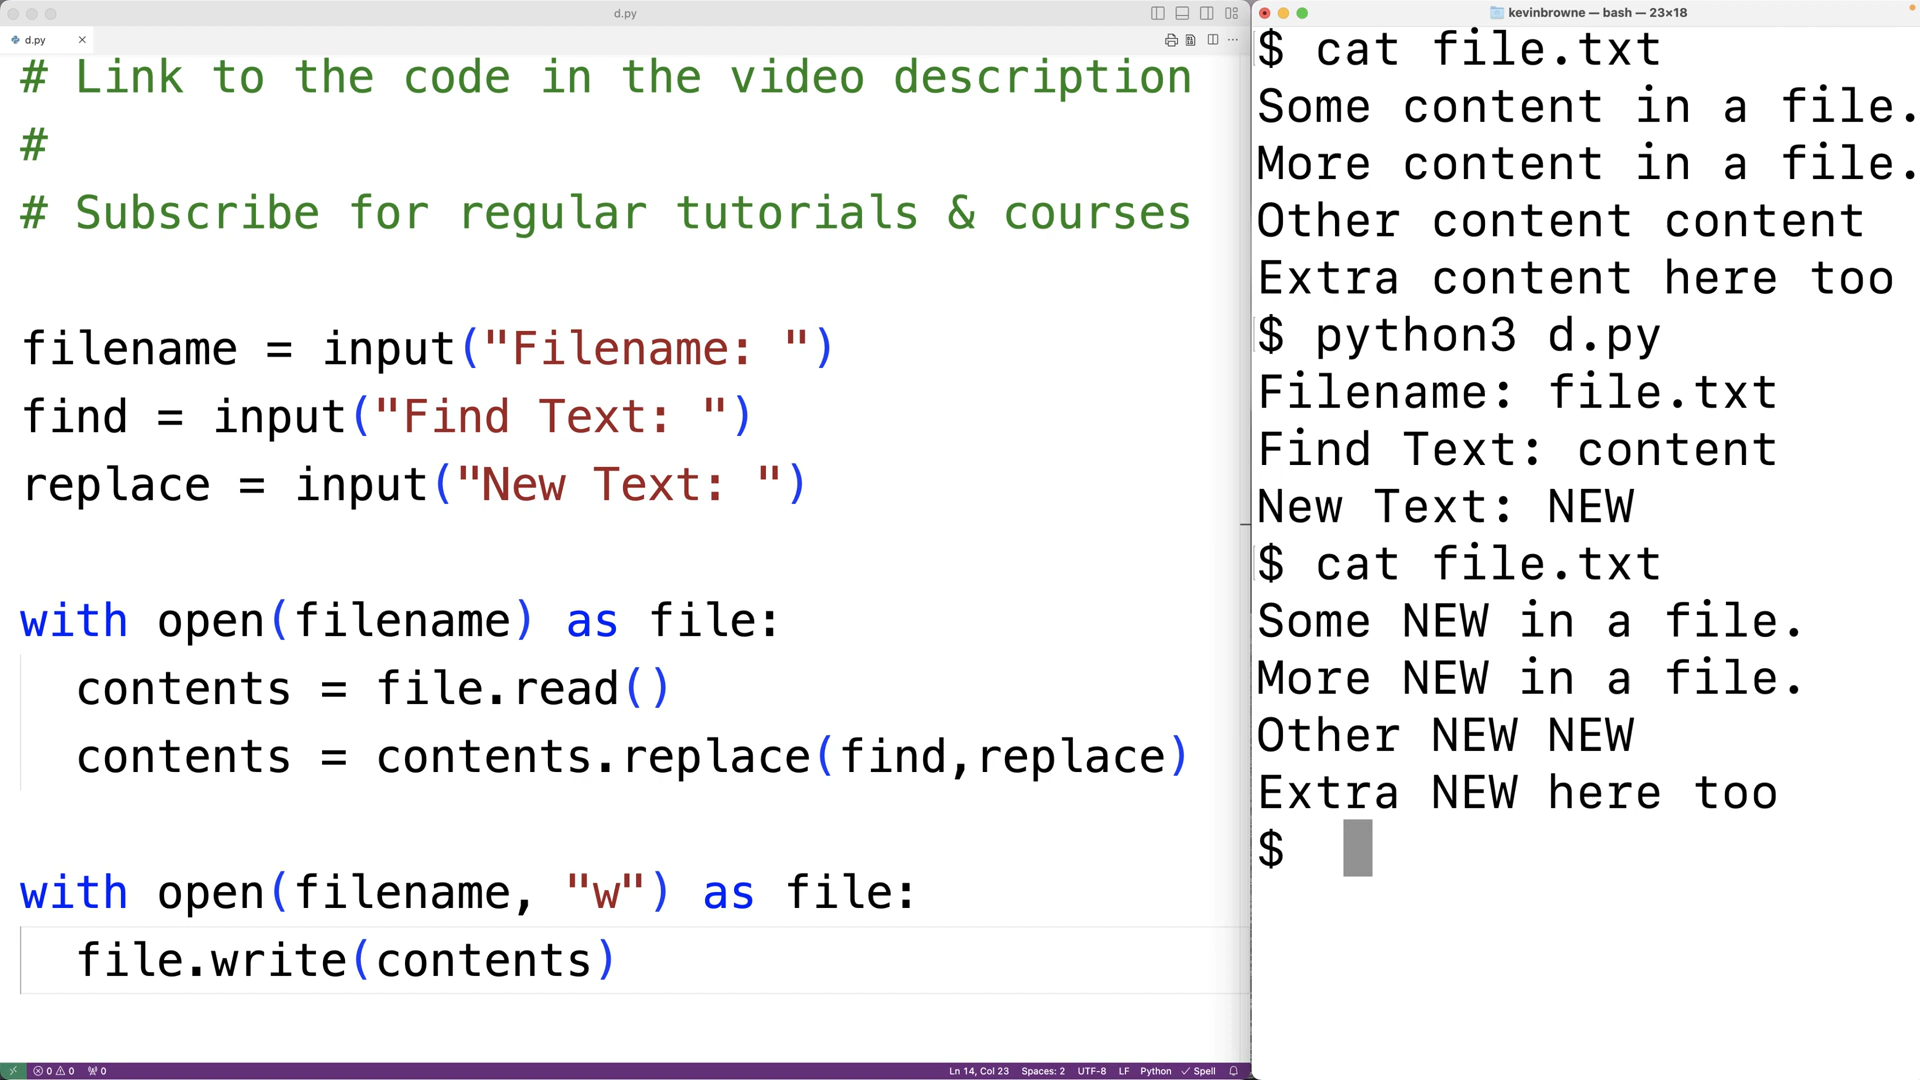 d.py
d.py
# Link to the code in the video description
#
# Subscribe for regular tutorials & courses
filename = input("Filename: ")
find = input("Find Text: ")
replace = input("New Text: ")
with open(filename) as file:
  contents = file.read()
  contents = contents.replace(find,replace)
with open(filename, "w") as file:
  file.write(contents)
0 0 0 Ln 14, Col 23 Spaces: 2 UTF-8 LF Python Spell
kevinbrowne — bash — 23×18
$ cat file.txt
Some content in a file.
More content in a file.
Other content content
Extra content here too
$ python3 d.py
Filename: file.txt
Find Text: content
New Text: NEW
$ cat file.txt
Some NEW in a file.
More NEW in a file.
Other NEW NEW
Extra NEW here too
$